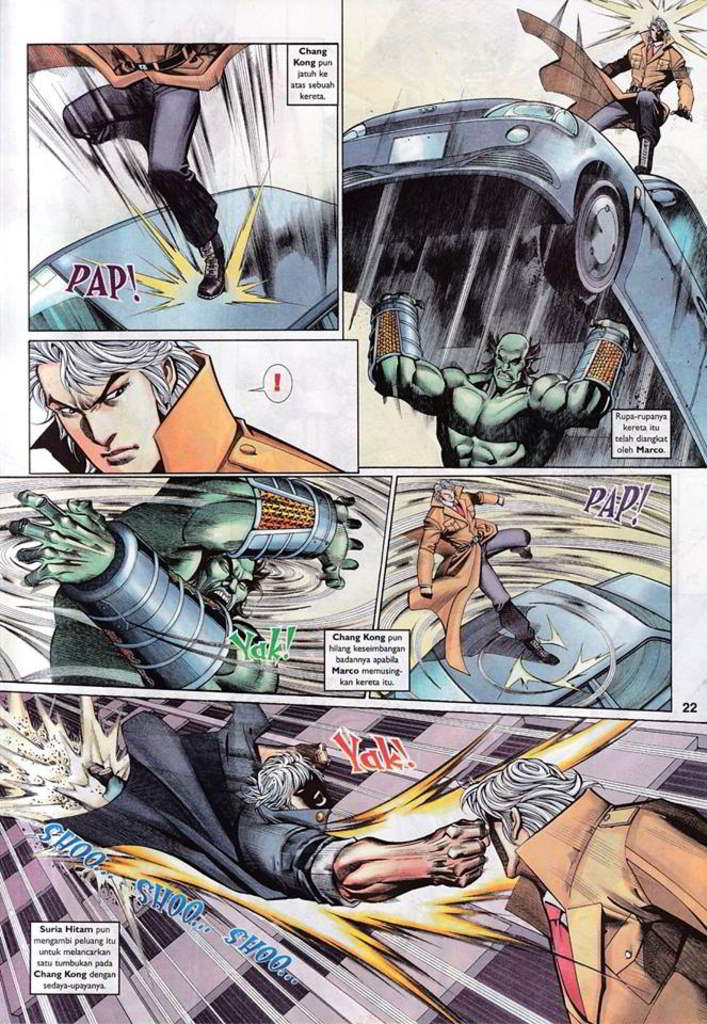 Chang
Kong pun
jatuh ke
atas sebuah
kereta.
PAP!
!
Rupa-rupanya
kereta itu
telah diangkat
oleh Marco.
Yak!
Chang Kong pun
hilang keseimbangan
badannya apabila
Marco memusing-
kan kereta itu.
PAP!
22
Yak!
SHOO...
SHOO...
SHOO...
Suria Hitam pun
mengambi peluang itu
untuk melancarkan
satu tumbukan pada
Chang Kong dengan
sedaya-upayanya.